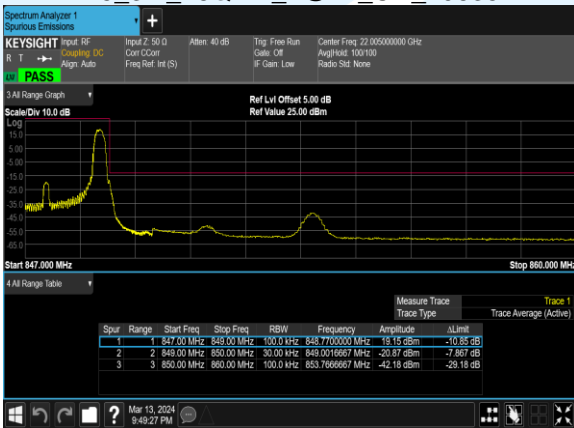 Spectrum Analyzer 1
Spurious Emissions
KEYSIGHT Input: RF Input Z: 50 Ω Atten: 40 dB Trig: Free Run Center Freq: 22.005000000 GHz
R T Coupling: DC Corr CCorr Gate: Off Avg|Hold: 100/100
Align: Auto Freq Ref: Int (S) IF Gain: Low Radio Std: None
PASS
3 All Range Graph
Ref Lvl Offset 5.00 dB
Scale/Div 10.0 dB Ref Value 25.00 dBm
Log
15.0
5.00
-5.00
-15.0
-25.0
-35.0
-45.0
-55.0
-65.0
Start 847.000 MHz Stop 860.000 MHz
4 All Range Table
Measure Trace Trace 1
Trace Type Trace Average (Active)
Spur Range Start Freq Stop Freq RBW Frequency Amplitude ΔLimit
1 1 847.00 MHz 849.00 MHz 100.0 kHz 848.7700000 MHz 19.15 dBm -10.85 dB
2 2 849.00 MHz 850.00 MHz 30.00 kHz 849.0016667 MHz -20.87 dBm -7.867 dB
3 3 850.00 MHz 860.00 MHz 100.0 kHz 853.7666667 MHz -42.18 dBm -29.18 dB
? Mar 13, 2024
9:49:27 PM